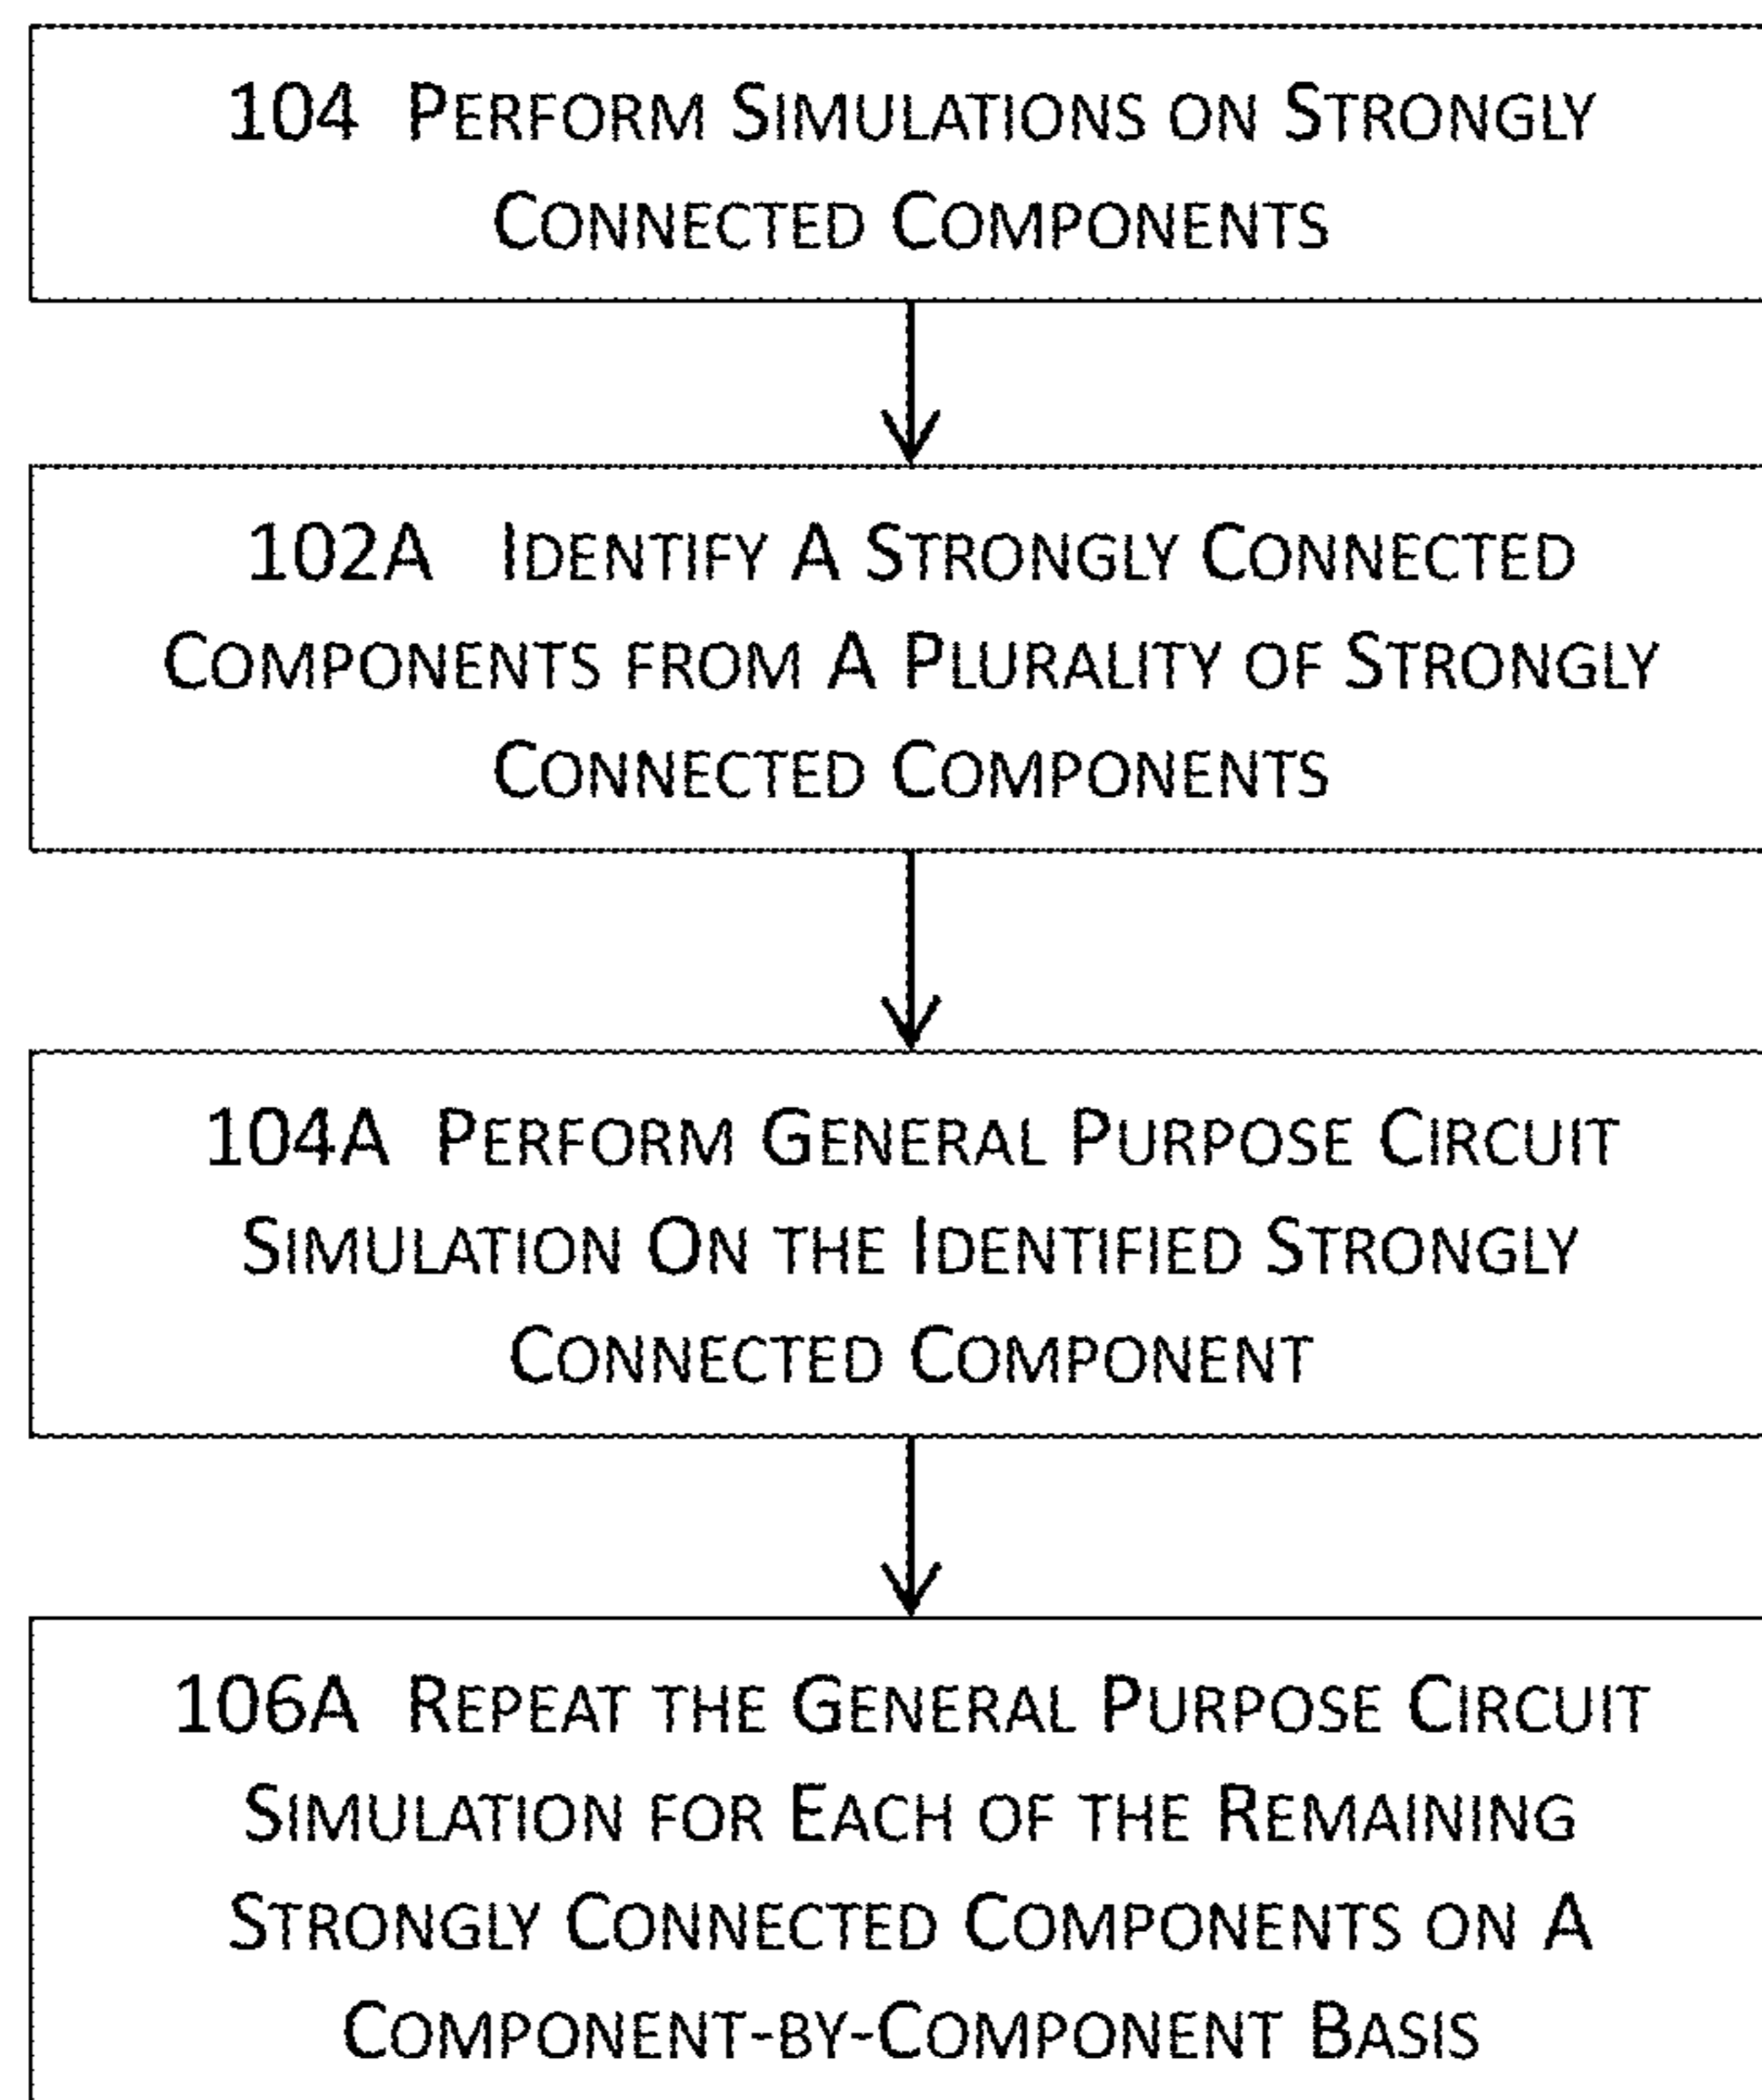 104 Perform Simulations on Strongly
Connected Components
102A Identify A Strongly Connected
Components from A Plurality of Strongly
Connected Components
104A Perform General Purpose Circuit
Simulation On the Identified Strongly
Connected Component
106A Repeat the General Purpose Circuit
Simulation for Each of the Remaining
Strongly Connected Components on A
Component-by-Component Basis